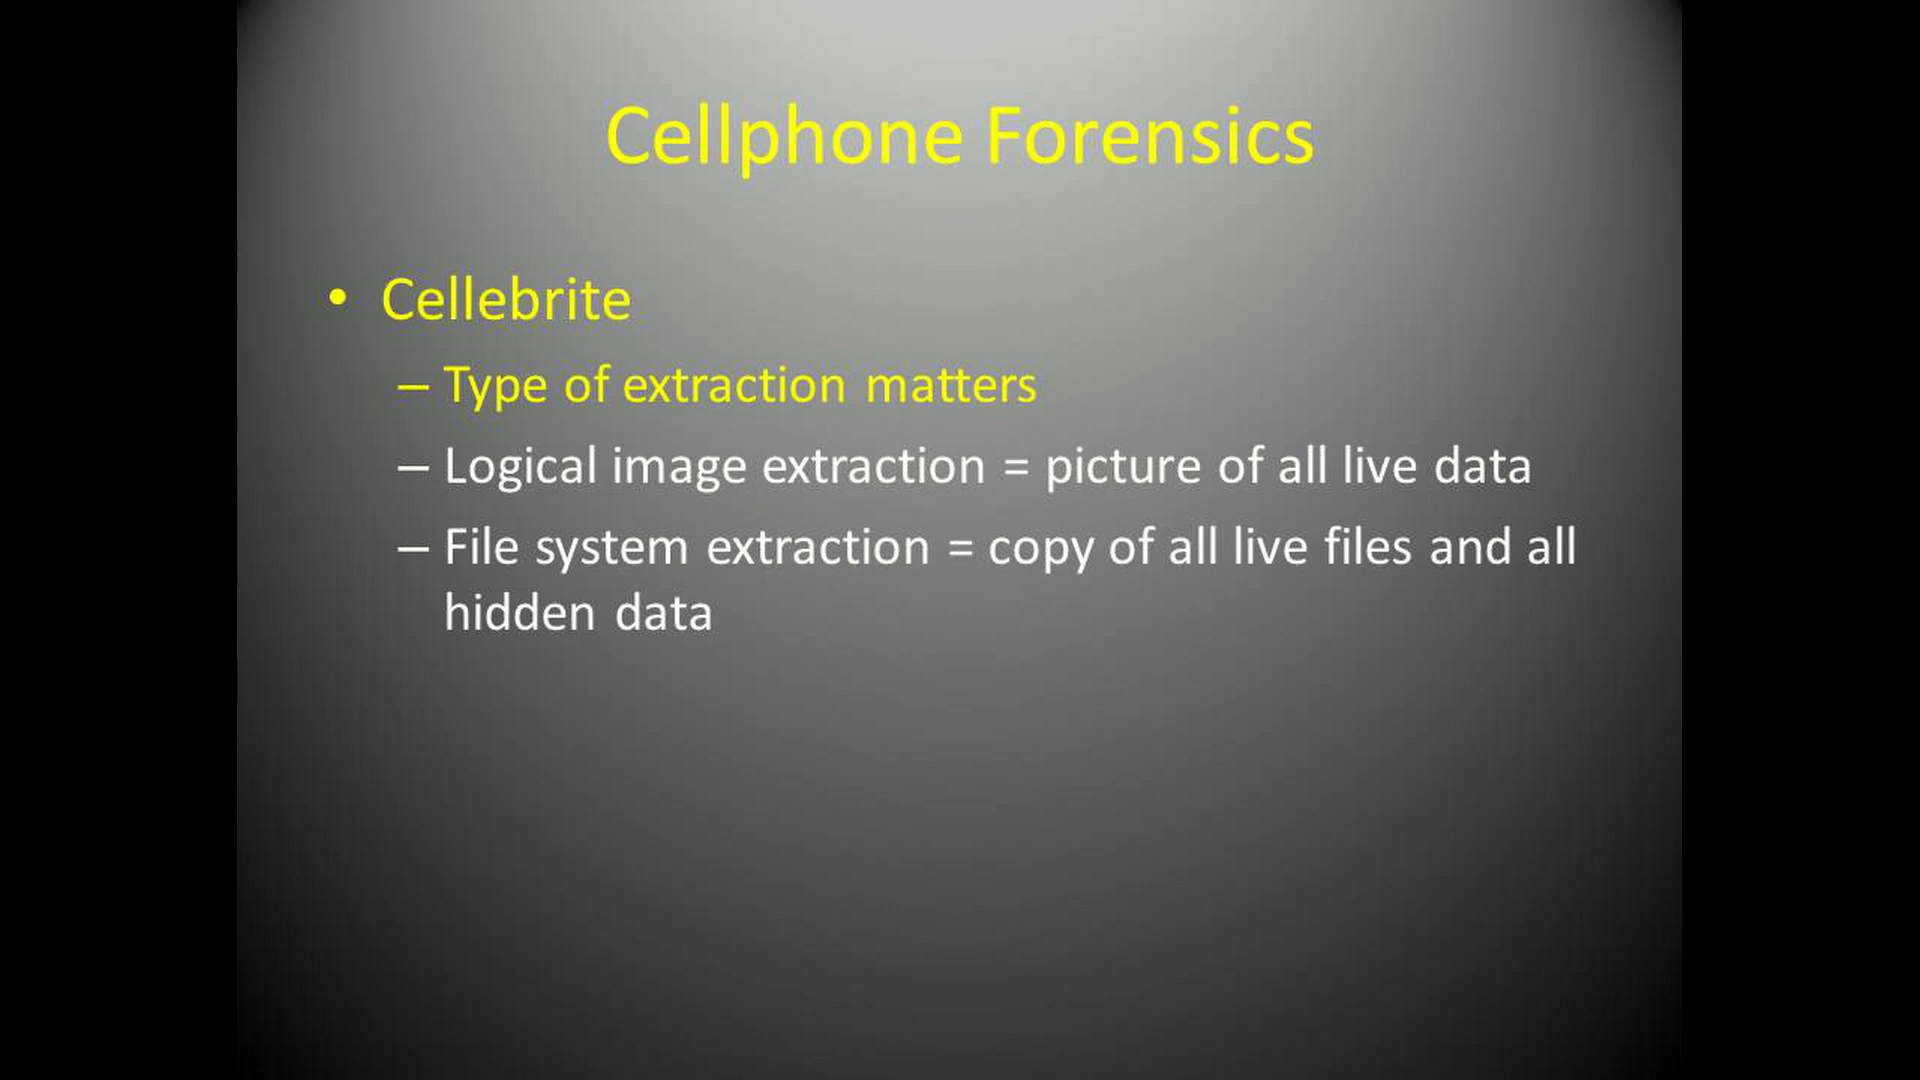 Cellphone Forensics
• Cellebrite
– Type of extraction matters
– Logical image extraction = picture of all live data
– File system extraction = copy of all live files and all
hidden data